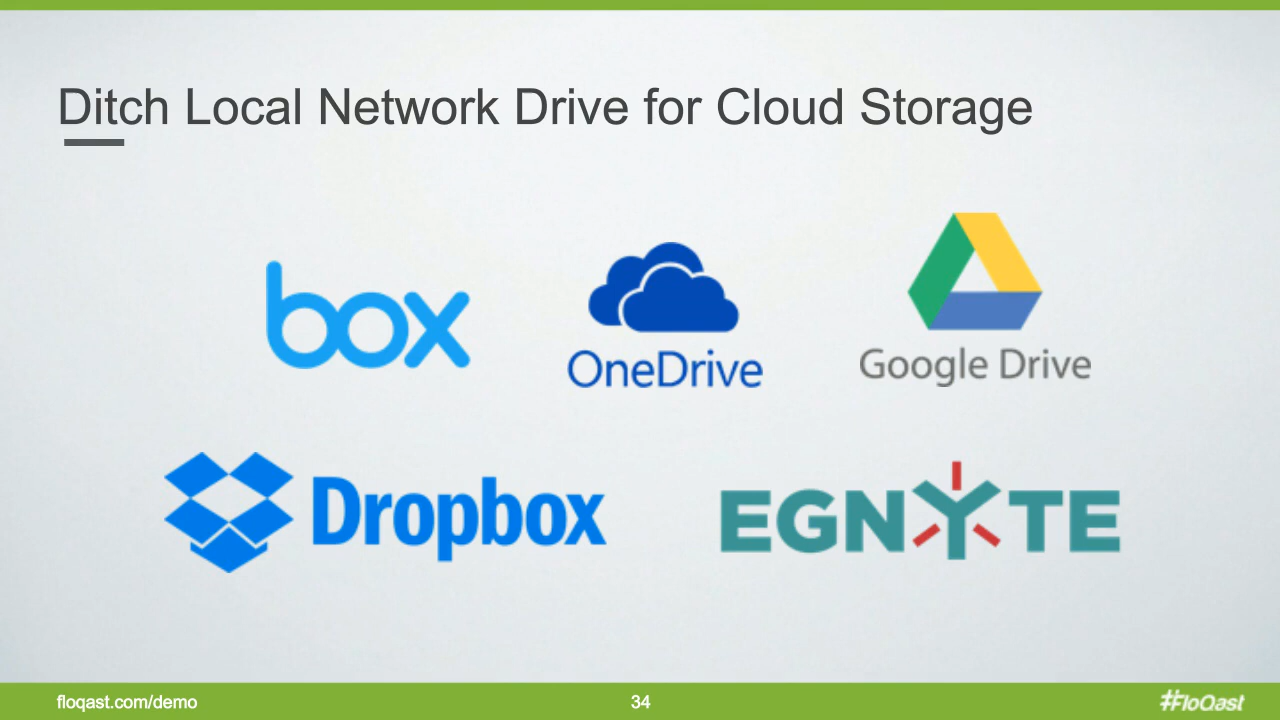 Ditch Local Network Drive for Cloud Storage
box
OneDrive
Google Drive
Dropbox
EGNYTE
floqast.com/demo
34
#FloQast